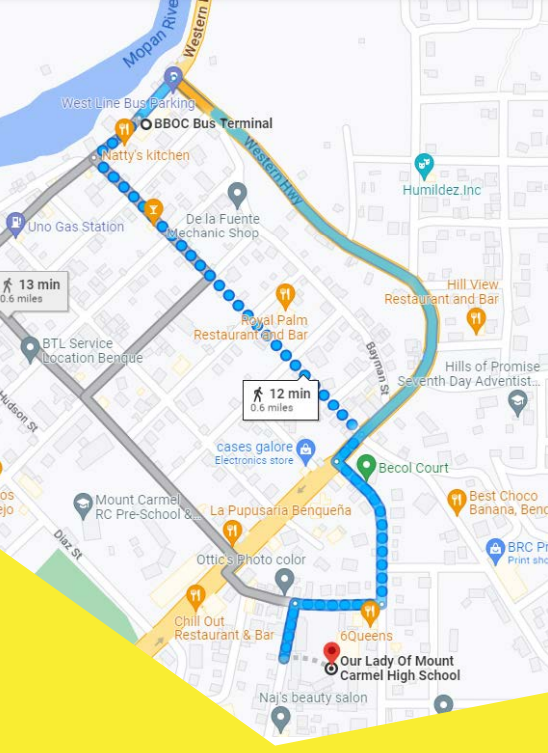 Mopan Rive
Western
West Line Bus Parking
BBOC Bus Terminal
Natty's kitchen
Western Hwy
Humildez.Inc
Uno Gas Station
De la Fuente
Mechanic Shop
13 min
0.6 miles
Hill View
Restaurant and Bar
Royal Palm
Restaurant and Bar
BTL Service
Location Benque
Bayman St
Hills of Promise
Seventh Day Adventist...
12 min
0.6 miles
Hudson St
cases galore
Electronics store
Becol Court
os
ejo
Mount Carmel
RC Pre-School &...
La Pupusaria Benqueña
Best Choco
Banana, Benq
Diaz St
Ottic's Photo color
BRC Pr
Print sho
Chill Out
Restaurant & Bar
6Queens
Our Lady Of Mount
Carmel High School
Naj's beauty salon